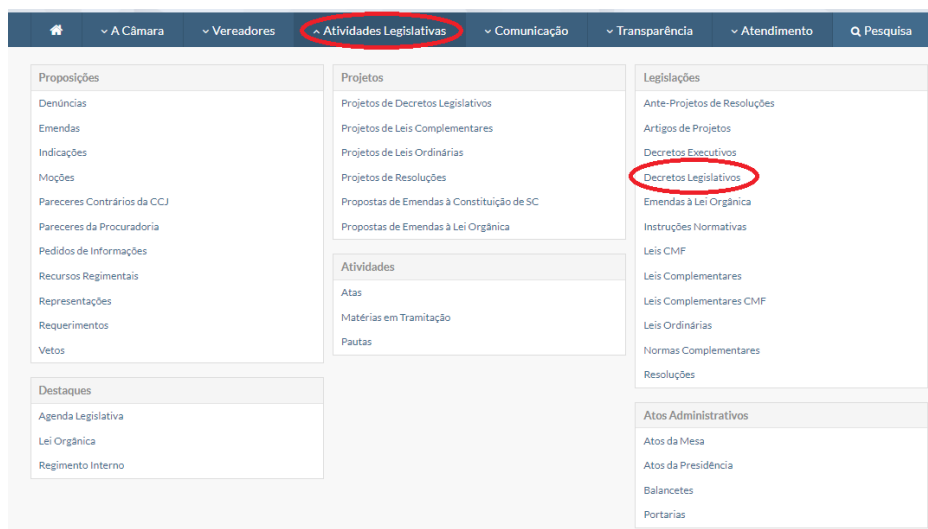 A Câmara
Vereadores
Atividades Legislativas
Comunicação
Transparência
Atendimento
Pesquisa
Proposições
Denúncias
Emendas
Indicações
Moções
Pareceres Contrários da CCJ
Pareceres da Procuradoria
Pedidos de Informações
Recursos Regimentais
Representações
Requerimentos
Vetos
Destaques
Agenda Legislativa
Lei Orgânica
Regimento Interno
Projetos
Projetos de Decretos Legislativos
Projetos de Leis Complementares
Projetos de Leis Ordinárias
Projetos de Resoluções
Propostas de Emendas à Constituição de SC
Propostas de Emendas à Lei Orgânica
Atividades
Atas
Matérias em Tramitação
Pautas
Legislações
Ante-Projetos de Resoluções
Artigos de Projetos
Decretos Executivos
Decretos Legislativos
Emendas à Lei Orgânica
Instruções Normativas
Leis CMF
Leis Complementares
Leis Complementares CMF
Leis Ordinárias
Normas Complementares
Resoluções
Atos Administrativos
Atos da Mesa
Atos da Presidência
Balancetes
Portarias